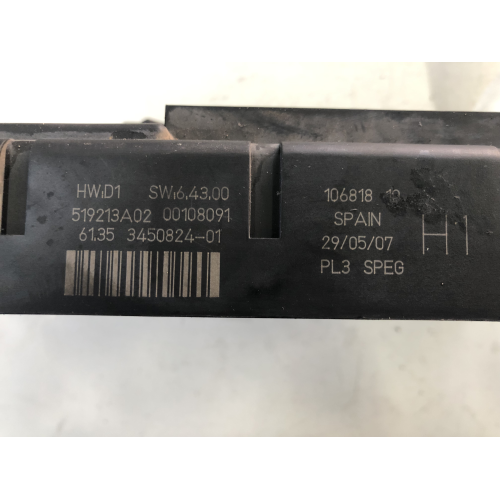 HW:D1 SW:6,43,00
519213A02 00108091
61.35 3450824-01
106818 10
SPAIN
29/05/07
PL3 SPEG
H1